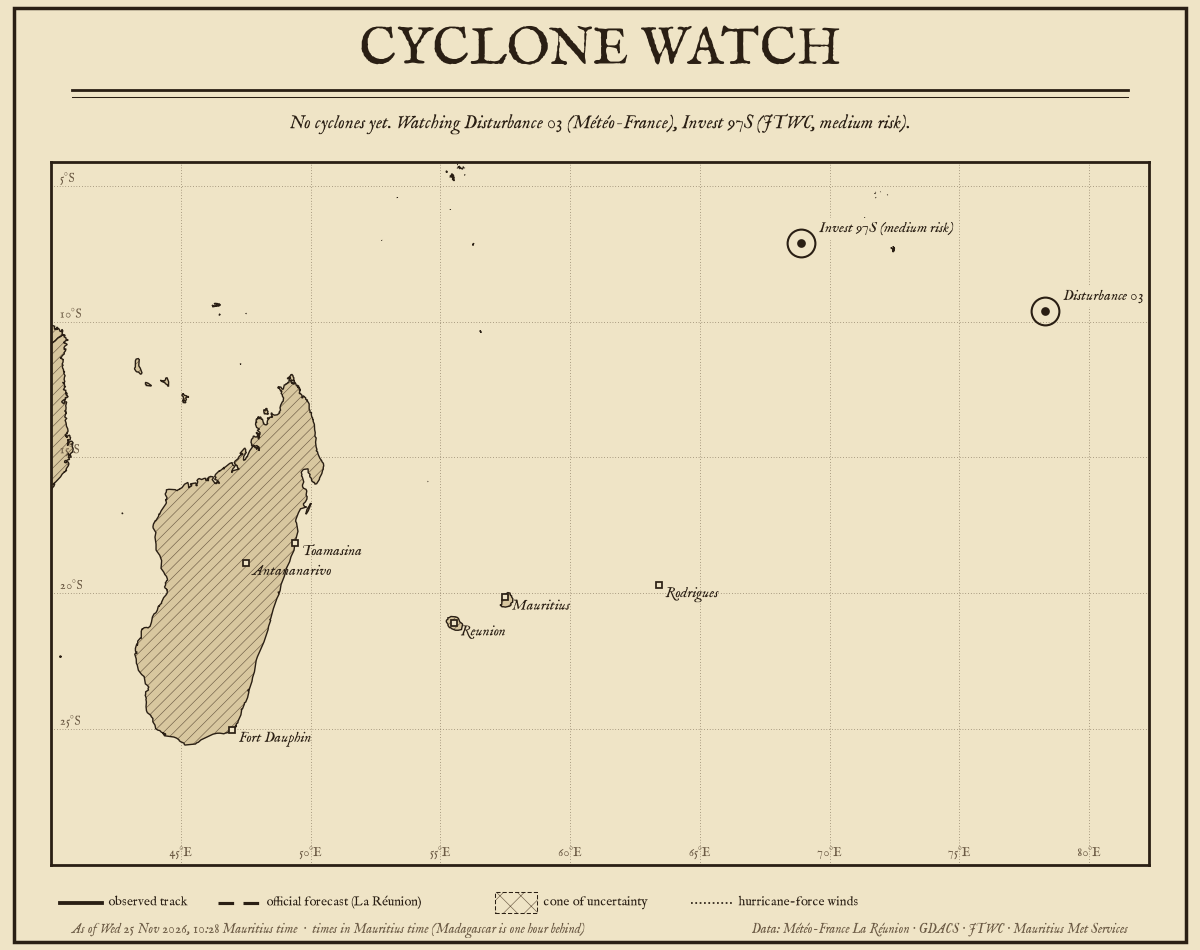 CYCLONE WATCH
No cyclones yet. Watching Disturbance 03 (Météo-France), Invest 97S (JTWC, medium risk).
5°S
Invest 97S (medium risk)
Disturbance 03
10°S
15°S
Toamasina
Antananarivo
20°S
Rodrigues
Mauritius
Reunion
25°S
Fort Dauphin
45°E 50°E 55°E 60°E 65°E 70°E 75°E 80°E
observed track official forecast (La Réunion) cone of uncertainty hurricane-force winds
As of Wed 25 Nov 2026, 10:28 Mauritius time · times in Mauritius time (Madagascar is one hour behind) Data: Météo-France La Réunion · GDACS · JTWC · Mauritius Met Services